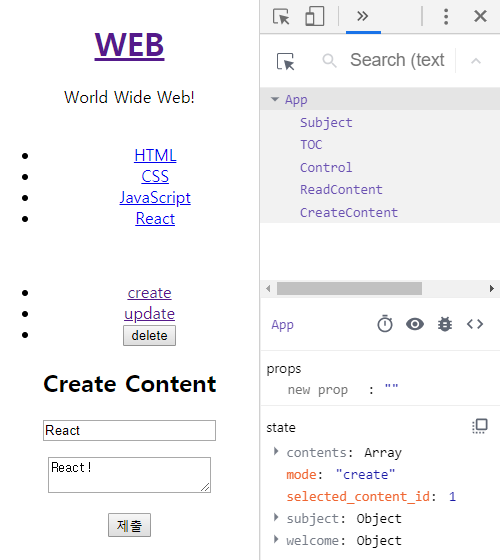 WEB
World Wide Web!
HTML
CSS
JavaScript
React
create
update
delete
Create Content
React
React!
제출
Search (text
App
Subject
TOC
Control
ReadContent
CreateContent
App
props
new prop : ""
state
contents: Array
mode: "create"
selected_content_id: 1
subject: Object
welcome: Object